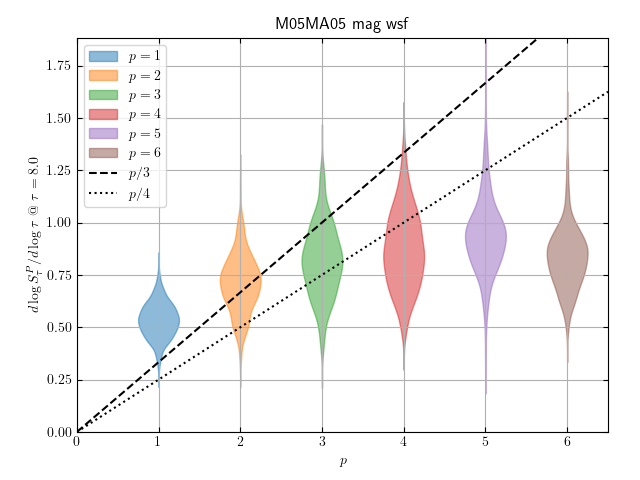 M05MA05 mag wsf
p = 1
p = 2
p = 3
p = 4
p = 5
p = 6
p/3
p/4
d log S_τ^P / d log τ @ τ = 8.0
1.75
1.50
1.25
1.00
0.75
0.50
0.25
0.00
0 1 2 3 4 5 6
p